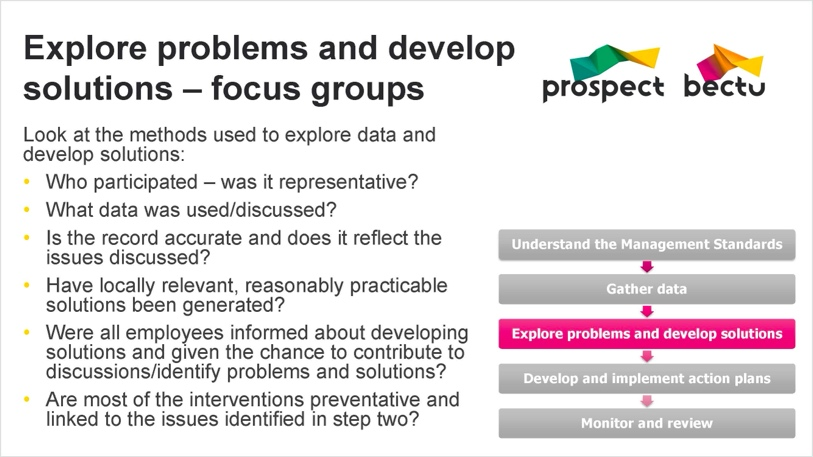 Explore problems and develop
solutions – focus groups
prospect
bectu
Look at the methods used to explore data and
develop solutions:
• Who participated – was it representative?
• What data was used/discussed?
• Is the record accurate and does it reflect the
issues discussed?
• Have locally relevant, reasonably practicable
solutions been generated?
• Were all employees informed about developing
solutions and given the chance to contribute to
discussions/identify problems and solutions?
• Are most of the interventions preventative and
linked to the issues identified in step two?
Understand the Management Standards
Gather data
Explore problems and develop solutions
Develop and implement action plans
Monitor and review